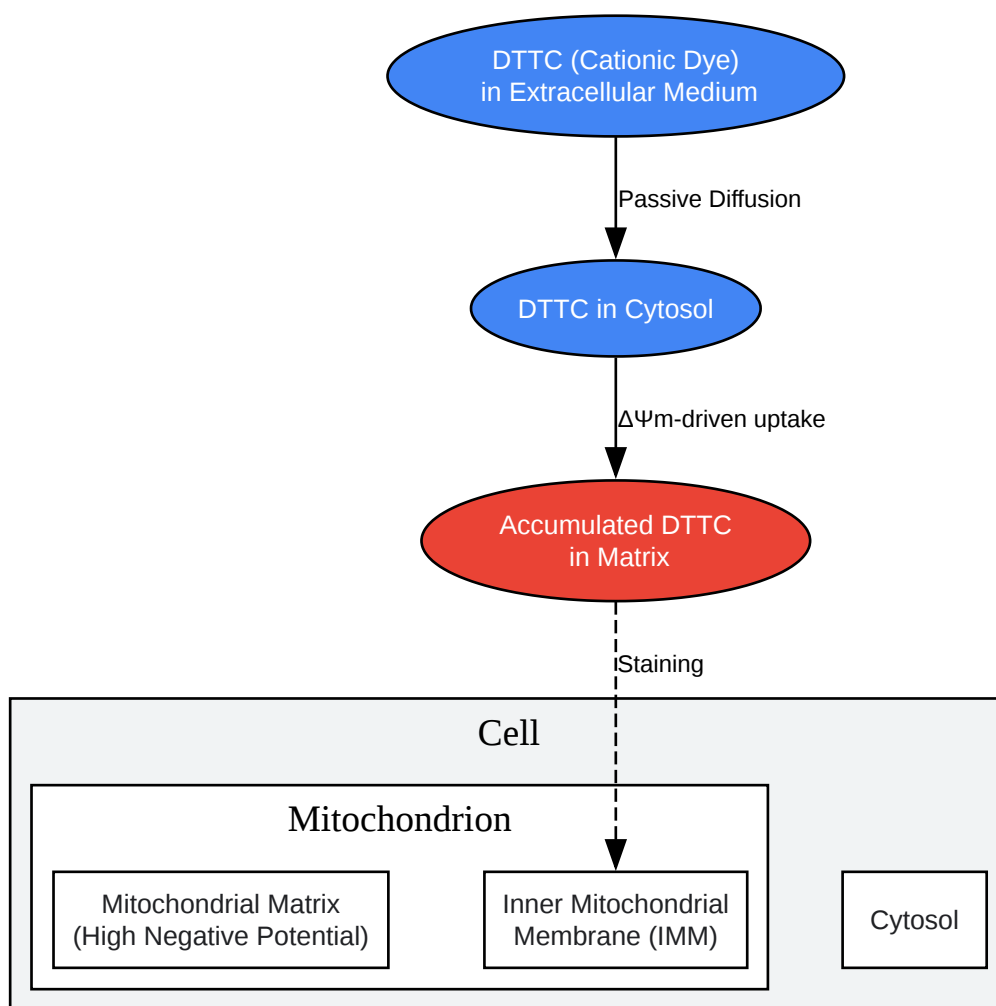 DTTC (Cationic Dye)
in Extracellular Medium
Passive Diffusion
DTTC in Cytosol
ΔΨm-driven uptake
Accumulated DTTC
in Matrix
Staining
Cell
Mitochondrion
Mitochondrial Matrix
(High Negative Potential)
Inner Mitochondrial
Membrane (IMM)
Cytosol